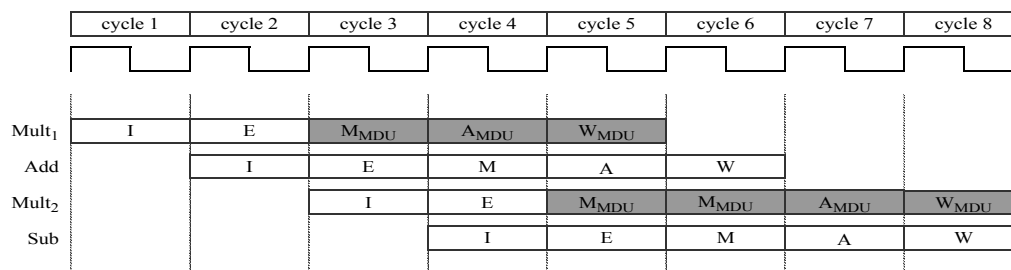 cycle 1 cycle 2 cycle 3 cycle 4 cycle 5 cycle 6 cycle 7 cycle 8
Mult1 I E MMDU AMDU WMDU
Add I E M A W
Mult2 I E MMDU MMDU AMDU WMDU
Sub I E M A W